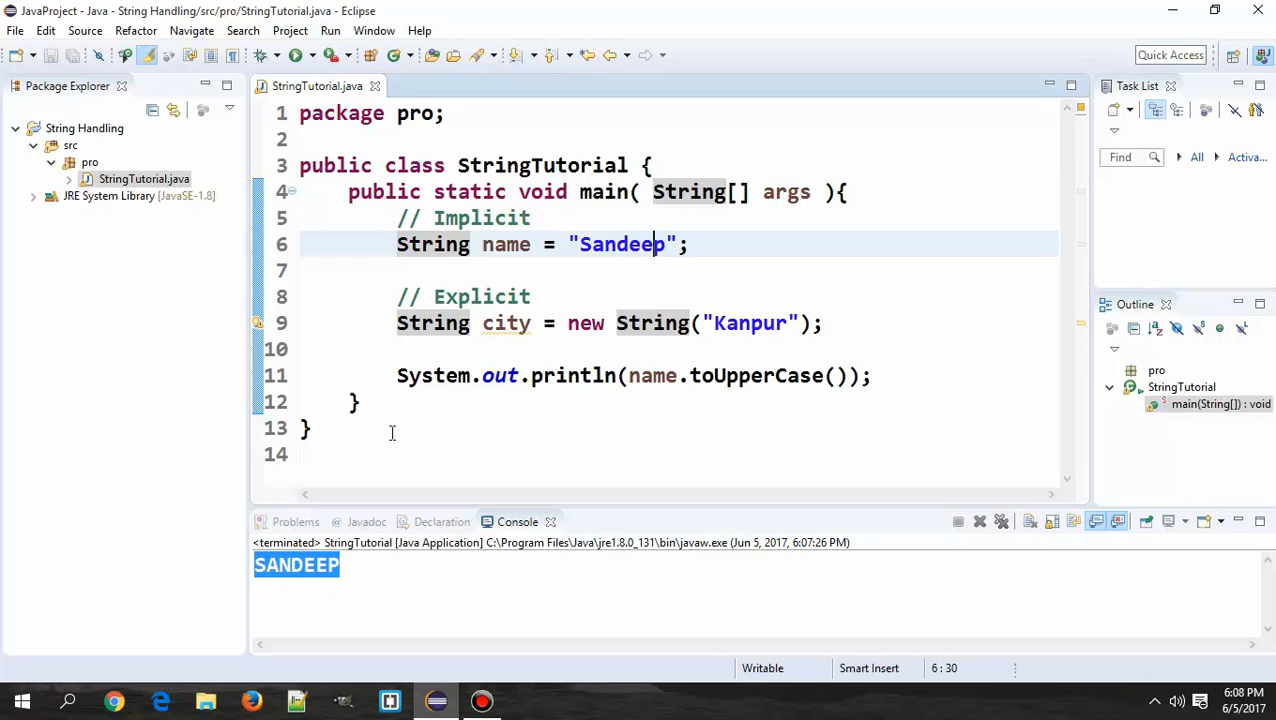 JavaProject - Java - String Handling/src/pro/StringTutorial.java - Eclipse
File Edit Source Refactor Navigate Search Project Run Window Help
Quick Access
Package Explorer
String Handling
src
pro
StringTutorial.java
JRE System Library [JavaSE-1.8]
StringTutorial.java
1 package pro;
2
3 public class StringTutorial {
4 public static void main( String[] args ){
5 // Implicit
6 String name = "Sandeep";
7
8 // Explicit
9 String city = new String("Kanpur");
10
11 System.out.println(name.toUpperCase());
12 }
13 }
14
Task List
Find All Activa...
Outline
pro
StringTutorial
main(String[]) : void
Problems @ Javadoc Declaration Console
<terminated> StringTutorial [Java Application] C:\Program Files\Java\jre1.8.0_131\bin\javaw.exe (Jun 5, 2017, 6:07:26 PM)
SANDEEP
Writable Smart Insert 6 : 30
6:08 PM
6/5/2017